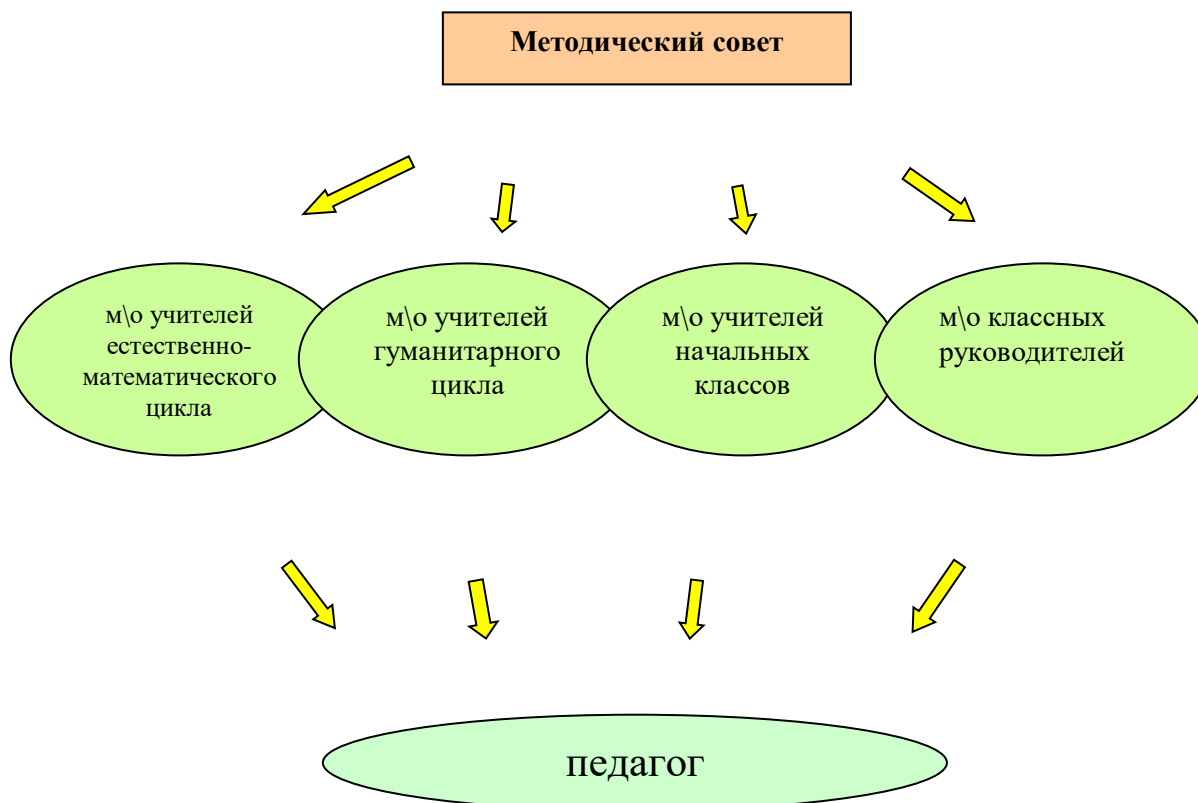 Методический совет
м\о учителей
естественно-
математического
цикла
м\о учителей
гуманитарного
цикла
м\о учителей
начальных
классов
м\о классных
руководителей
педагог